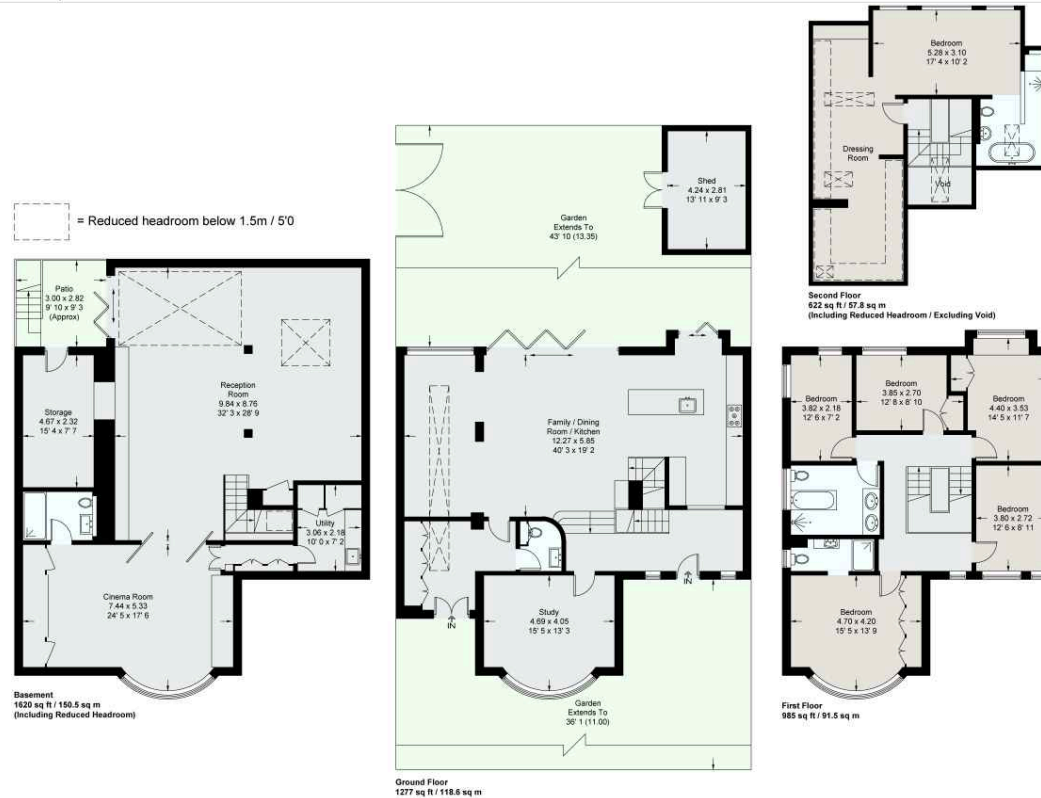 = Reduced headroom below 1.5m / 5'0
Patio
3.00 x 2.82
9' 10 x 9' 3
(Approx)
Storage
4.67 x 2.32
15' 4 x 7' 7
Reception
Room
9.84 x 8.76
32' 3 x 28' 9
Utility
3.06 x 2.18
10' 0 x 7' 2
Cinema Room
7.44 x 5.33
24' 5 x 17' 6
Basement
1620 sq ft / 150.5 sq m
(Including Reduced Headroom)
Shed
4.24 x 2.81
13' 11 x 9' 3
Garden
Extends To
43' 10 (13.35)
Family / Dining
Room / Kitchen
12.27 x 5.85
40' 3 x 19' 2
IN
IN
Study
4.69 x 4.05
15' 5 x 13' 3
Garden
Extends To
36' 1 (11.00)
Ground Floor
1277 sq ft / 118.6 sq m
Bedroom
5.28 x 3.10
17' 4 x 10' 2
Dressing
Room
Void
Second Floor
622 sq ft / 57.8 sq m
(Including Reduced Headroom / Excluding Void)
Bedroom
3.82 x 2.18
12' 6 x 7' 2
Bedroom
3.85 x 2.70
12' 8 x 8' 10
Bedroom
4.40 x 3.53
14' 5 x 11' 7
Bedroom
3.80 x 2.72
12' 6 x 8' 11
Bedroom
4.70 x 4.20
15' 5 x 13' 9
First Floor
985 sq ft / 91.5 sq m